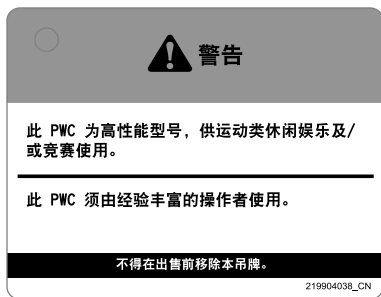 警告
此 PWC 为高性能型号，供运动类休闲娱乐及/
或竞赛使用。
此 PWC 须由经验丰富的操作者使用。
不得在出售前移除本吊牌。
219904038_CN